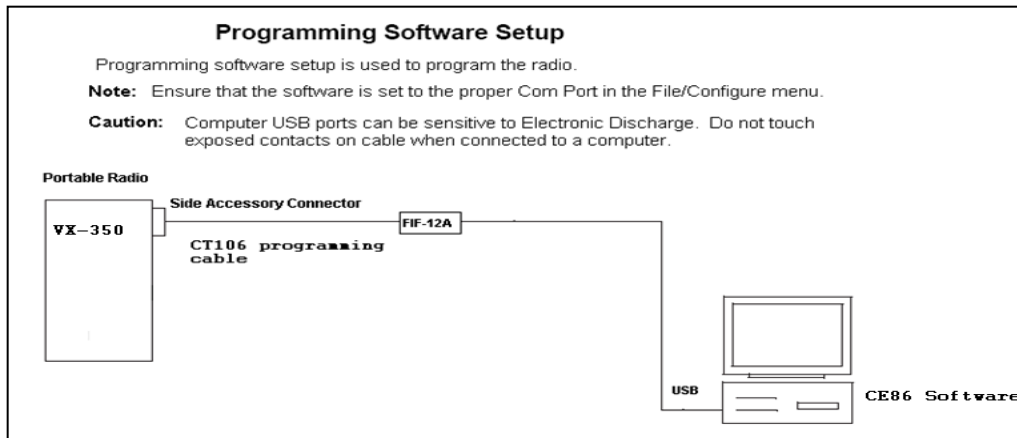 Programming Software Setup
Programming software setup is used to program the radio.
Note: Ensure that the software is set to the proper Com Port in the File/Configure menu.
Caution: Computer USB ports can be sensitive to Electronic Discharge. Do not touch
exposed contacts on cable when connected to a computer.
Portable Radio
Side Accessory Connector
VX-350
FIF-12A
CT106 programming
cable
USB
CE86 Software